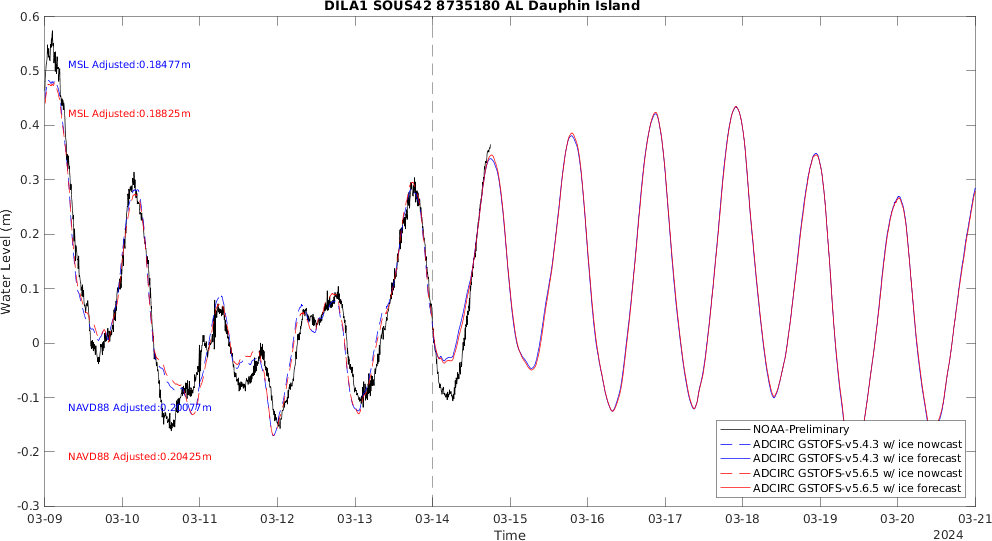 DILA1 SOUS42 8735180 AL Dauphin Island
0.6
0.5
0.4
0.3
0.2
0.1
0
-0.1
-0.2
-0.3
Water Level (m)
MSL Adjusted:0.18477m
MSL Adjusted:0.18825m
NAVD88 Adjusted:0.20077m
NAVD88 Adjusted:0.20425m
NOAA-Preliminary
ADCIRC GSTOFS-v5.4.3 w/ ice nowcast
ADCIRC GSTOFS-v5.4.3 w/ ice forecast
ADCIRC GSTOFS-v5.6.5 w/ ice nowcast
ADCIRC GSTOFS-v5.6.5 w/ ice forecast
03-09 03-10 03-11 03-12 03-13 03-14 03-15 03-16 03-17 03-18 03-19 03-20 03-21
Time
2024